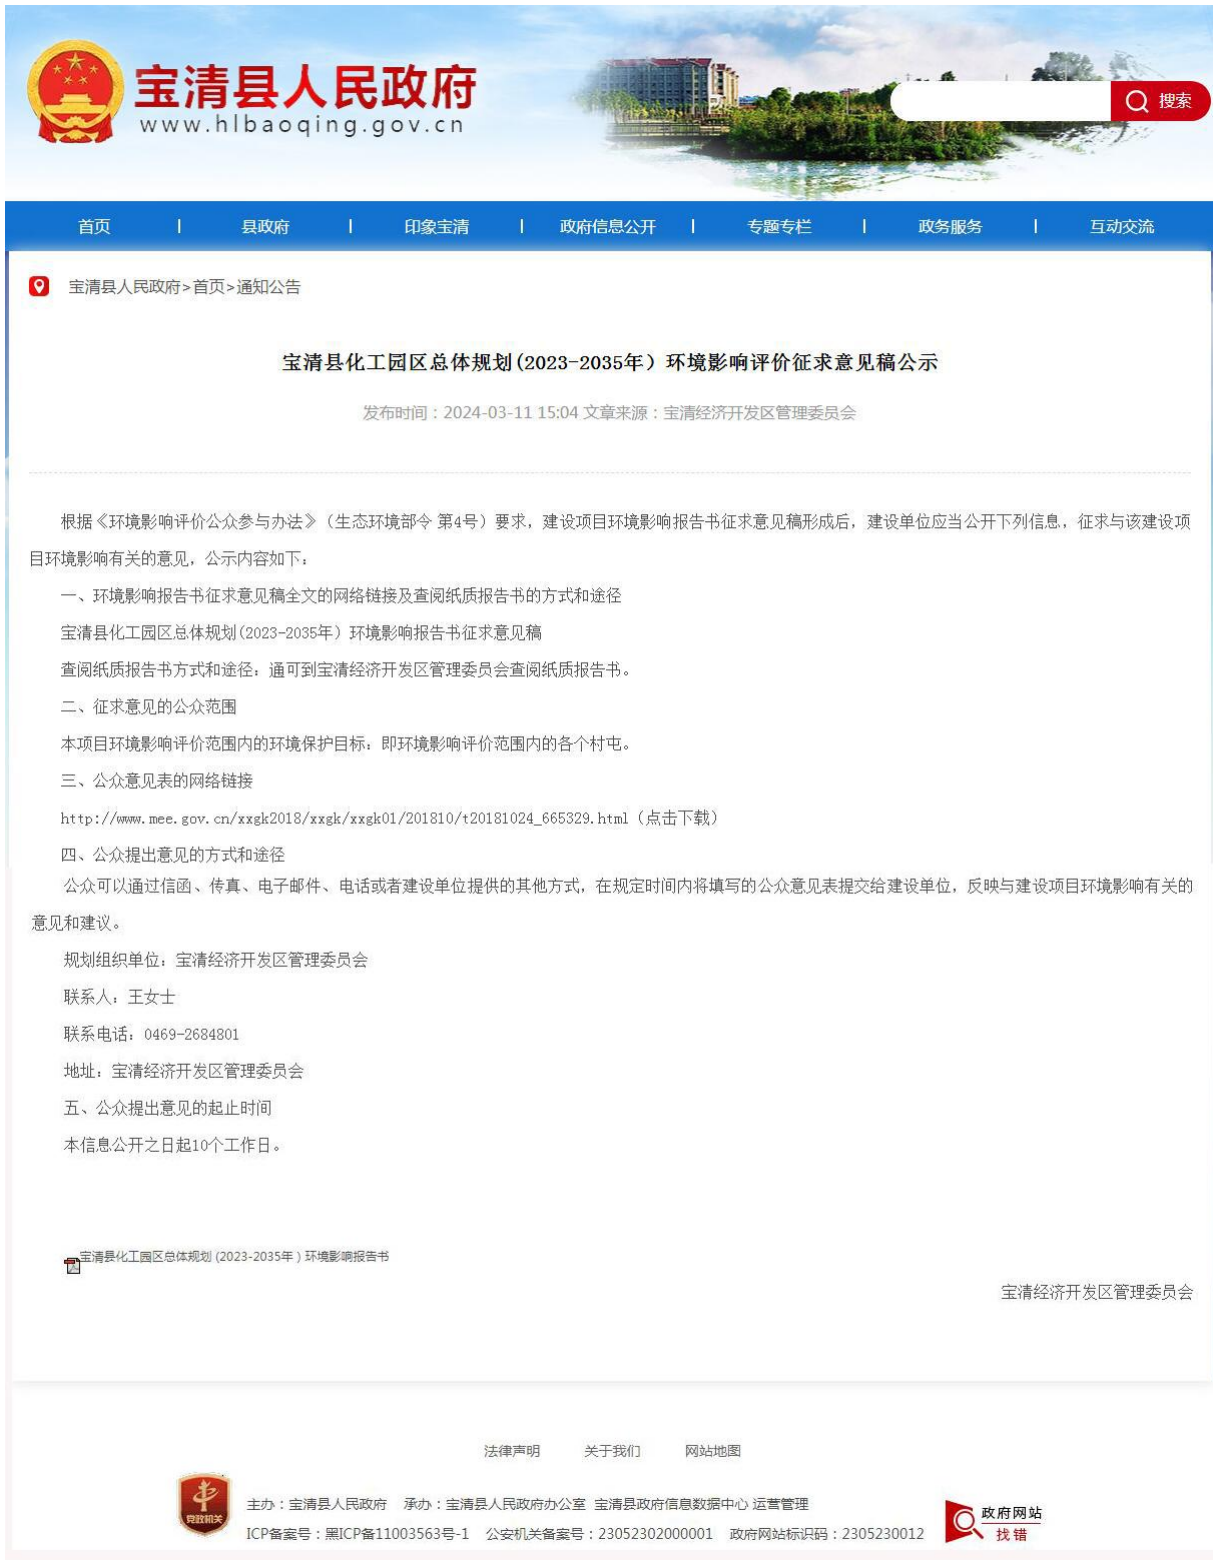 宝清县人民政府
www.hlbaoqing.gov.cn
搜索
首页 | 县政府 | 印象宝清 | 政府信息公开 | 专题专栏 | 政务服务 | 互动交流
宝清县人民政府>首页>通知公告
宝清县化工园区总体规划(2023-2035年）环境影响评价征求意见稿公示
发布时间：2024-03-11 15:04 文章来源：宝清经济开发区管理委员会
根据《环境影响评价公众参与办法》（生态环境部令 第4号）要求，建设项目环境影响报告书征求意见稿形成后，建设单位应当公开下列信息，征求与该建设项
目环境影响有关的意见，公示内容如下：
一、环境影响报告书征求意见稿全文的网络链接及查阅纸质报告书的方式和途径
宝清县化工园区总体规划(2023-2035年）环境影响报告书征求意见稿
查阅纸质报告书方式和途径：通可到宝清经济开发区管理委员会查阅纸质报告书。
二、征求意见的公众范围
本项目环境影响评价范围内的环境保护目标：即环境影响评价范围内的各个村屯。
三、公众意见表的网络链接
http://www.mee.gov.cn/xxgk2018/xxgk/xxgk01/201810/t20181024_665329.html（点击下载）
四、公众提出意见的方式和途径
公众可以通过信函、传真、电子邮件、电话或者建设单位提供的其他方式，在规定时间内将填写的公众意见表提交给建设单位，反映与建设项目环境影响有关的
意见和建议。
规划组织单位：宝清经济开发区管理委员会
联系人：王女士
联系电话：0469-2684801
地址：宝清经济开发区管理委员会
五、公众提出意见的起止时间
本信息公开之日起10个工作日。
宝清县化工园区总体规划 (2023-2035年 ) 环境影响报告书
宝清经济开发区管理委员会
法律声明 关于我们 网站地图
党政机关
主办：宝清县人民政府 承办：宝清县人民政府办公室 宝清县政府信息数据中心 运营管理
ICP备案号：黑ICP备11003563号-1 公安机关备案号：23052302000001 政府网站标识码：2305230012
政府网站
找错